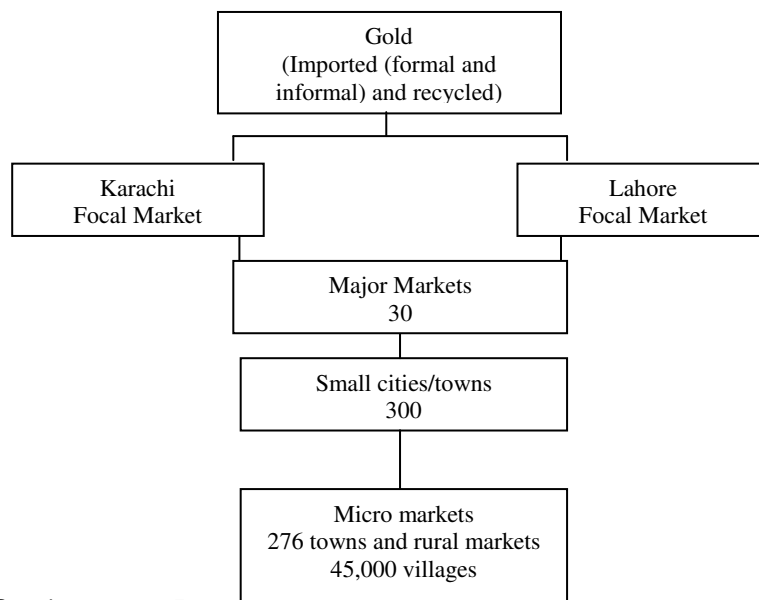 Gold
(Imported (formal and
informal) and recycled)
Karachi
Focal Market
Lahore
Focal Market
Major Markets
30
Small cities/towns
300
Micro markets
276 towns and rural markets
45,000 villages